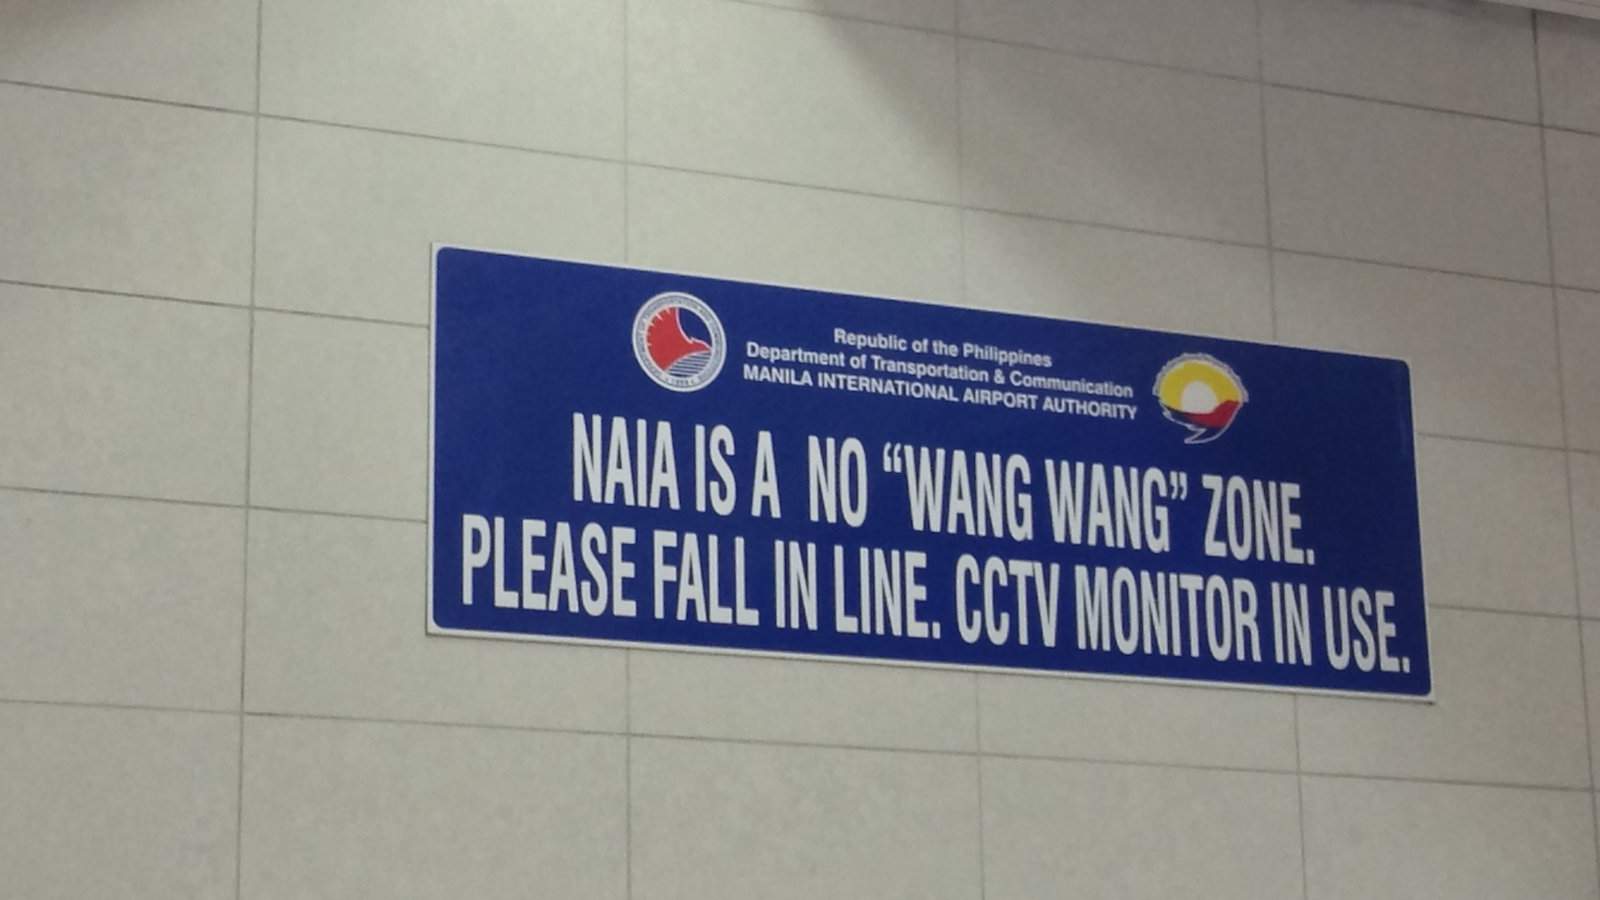 Republic of the Philippines
Department of Transportation & Communication
MANILA INTERNATIONAL AIRPORT AUTHORITY
NAIA IS A NO “WANG WANG” ZONE.
PLEASE FALL IN LINE. CCTV MONITOR IN USE.